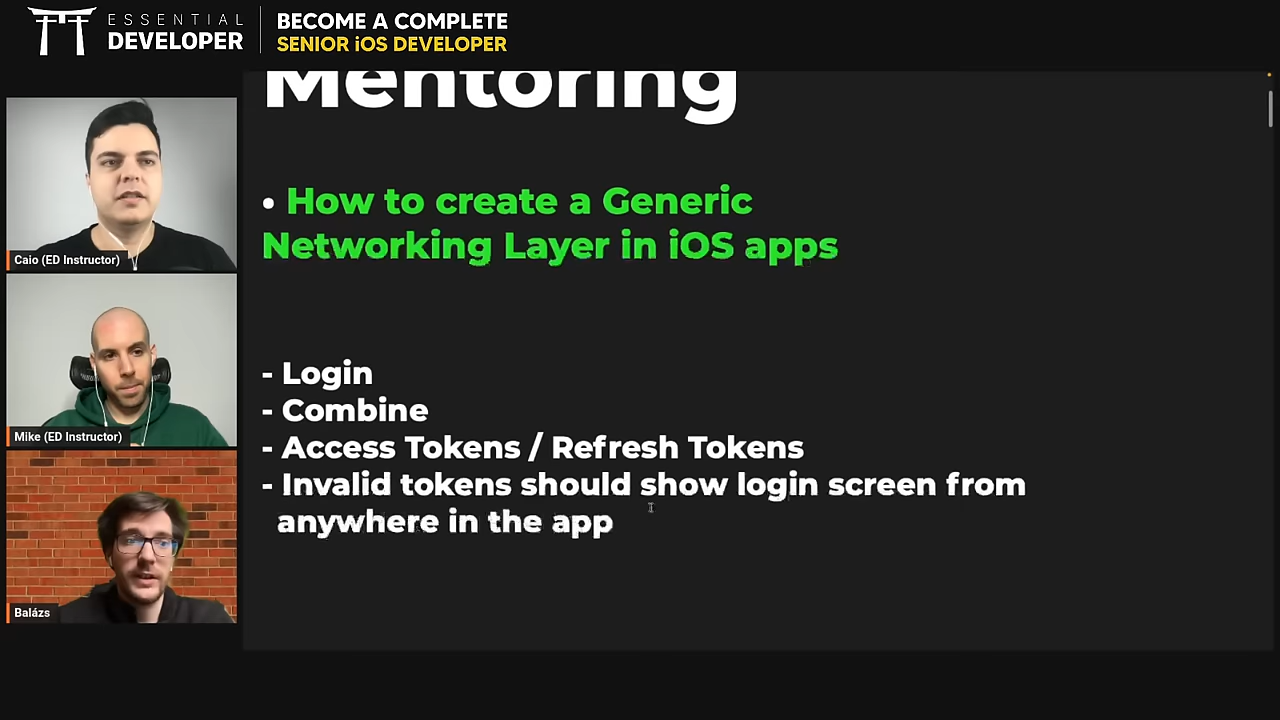 ESSENTIAL
DEVELOPER
BECOME A COMPLETE
SENIOR iOS DEVELOPER
Mentoring
• How to create a Generic
Networking Layer in iOS apps
- Login
- Combine
- Access Tokens / Refresh Tokens
- Invalid tokens should show login screen from
anywhere in the app
Caio (ED Instructor)
Mike (ED Instructor)
Balázs